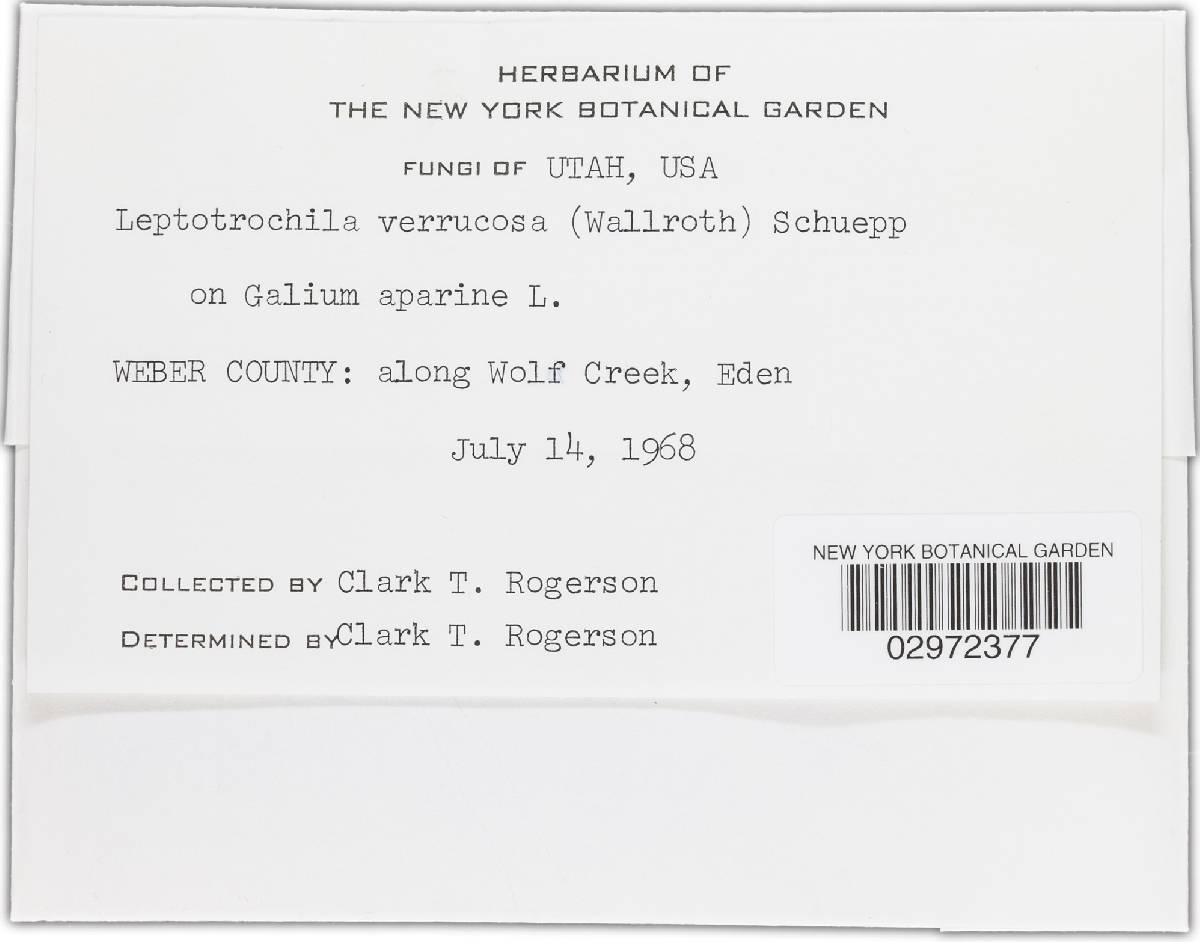 HERBARIUM OF
THE NEW YORK BOTANICAL GARDEN
FUNGI OF UTAH, USA
Leptotrochila verrucosa (Wallroth) Schuepp
on Galium aparine L.
WEBER COUNTY: along Wolf Creek, Eden
July 14, 1968
COLLECTED BY Clark T. Rogerson
DETERMINED BY Clark T. Rogerson
NEW YORK BOTANICAL GARDEN
02972377